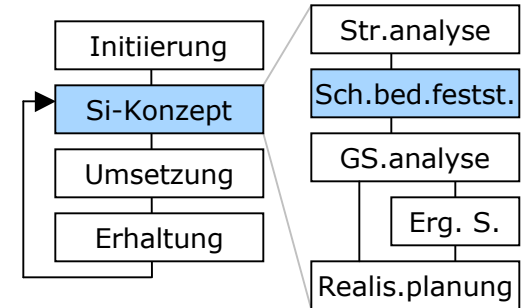 Initiierung
Si-Konzept
Umsetzung
Erhaltung
Str.analyse
Sch.bed.festst.
GS.analyse
Erg. S.
Realis.planung